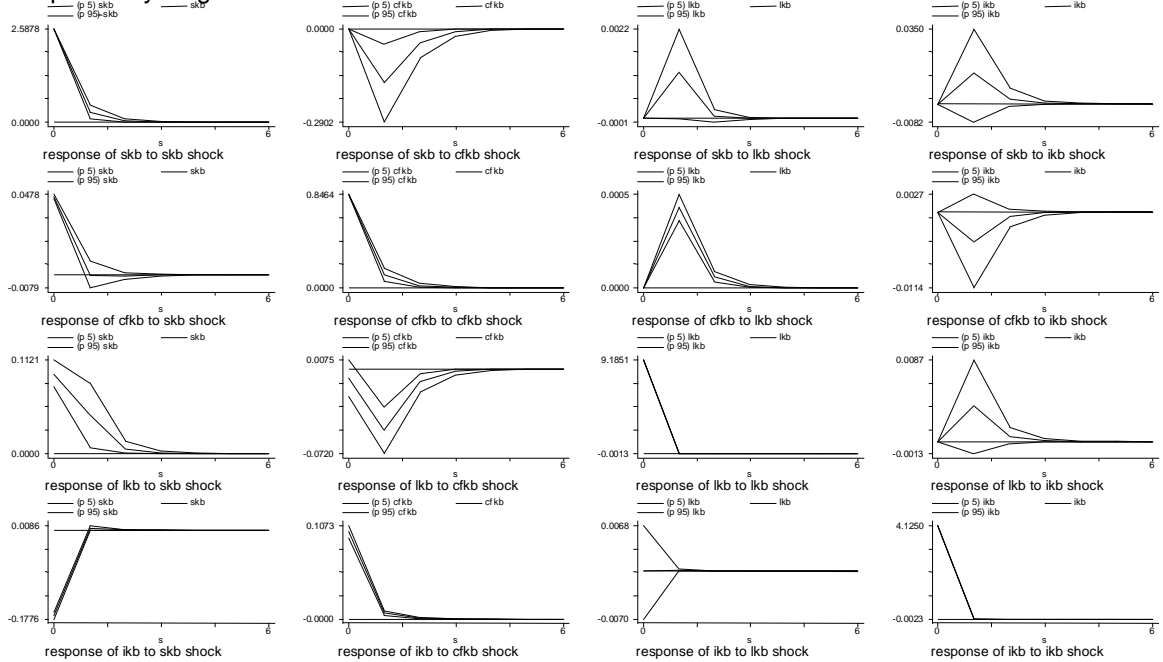 (p 5) skb skb (p 5) cfkb cfkb (p 5) lkb lkb (p 5) ikb ikb
(p 95) skb (p 95) cfkb (p 95) lkb (p 95) ikb
2.5878 0.0000 0.0022 0.0350
0.0000 -0.2902 -0.0001 -0.0082
0 6 0 6 0 6 0 6
s s s s
response of skb to skb shock response of skb to cfkb shock response of skb to lkb shock response of skb to ikb shock
(p 5) skb skb (p 5) cfkb cfkb (p 5) lkb lkb (p 5) ikb ikb
(p 95) skb (p 95) cfkb (p 95) lkb (p 95) ikb
0.0478 0.8464 0.0005 0.0027
-0.0079 0.0000 0.0000 -0.0114
0 6 0 6 0 6 0 6
s s s s
response of cfkb to skb shock response of cfkb to cfkb shock response of cfkb to lkb shock response of cfkb to ikb shock
(p 5) skb skb (p 5) cfkb cfkb (p 5) lkb lkb (p 5) ikb ikb
(p 95) skb (p 95) cfkb (p 95) lkb (p 95) ikb
0.1121 0.0075 9.1851 0.0087
0.0000 -0.0720 -0.0013 -0.0013
0 6 0 6 0 6 0 6
s s s s
response of lkb to skb shock response of lkb to cfkb shock response of lkb to lkb shock response of lkb to ikb shock
(p 5) skb skb (p 5) cfkb cfkb (p 5) lkb lkb (p 5) ikb ikb
(p 95) skb (p 95) cfkb (p 95) lkb (p 95) ikb
0.0086 0.1073 0.0068 4.1250
-0.1776 -0.0000 -0.0070 -0.0023
0 6 0 6 0 6 0 6
s s s s
response of ikb to skb shock response of ikb to cfkb shock response of ikb to lkb shock response of ikb to ikb shock